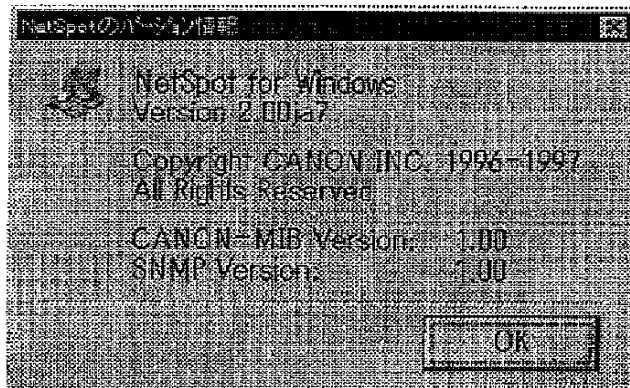 NetSpotのバージョン情報
NetSpot for Windows
Version 2.00ja7
Copyright CANON INC. 1996-1997
All Rights Reserved
CANON-MIB Version: 1.00
SNMP Version: 1.00
OK